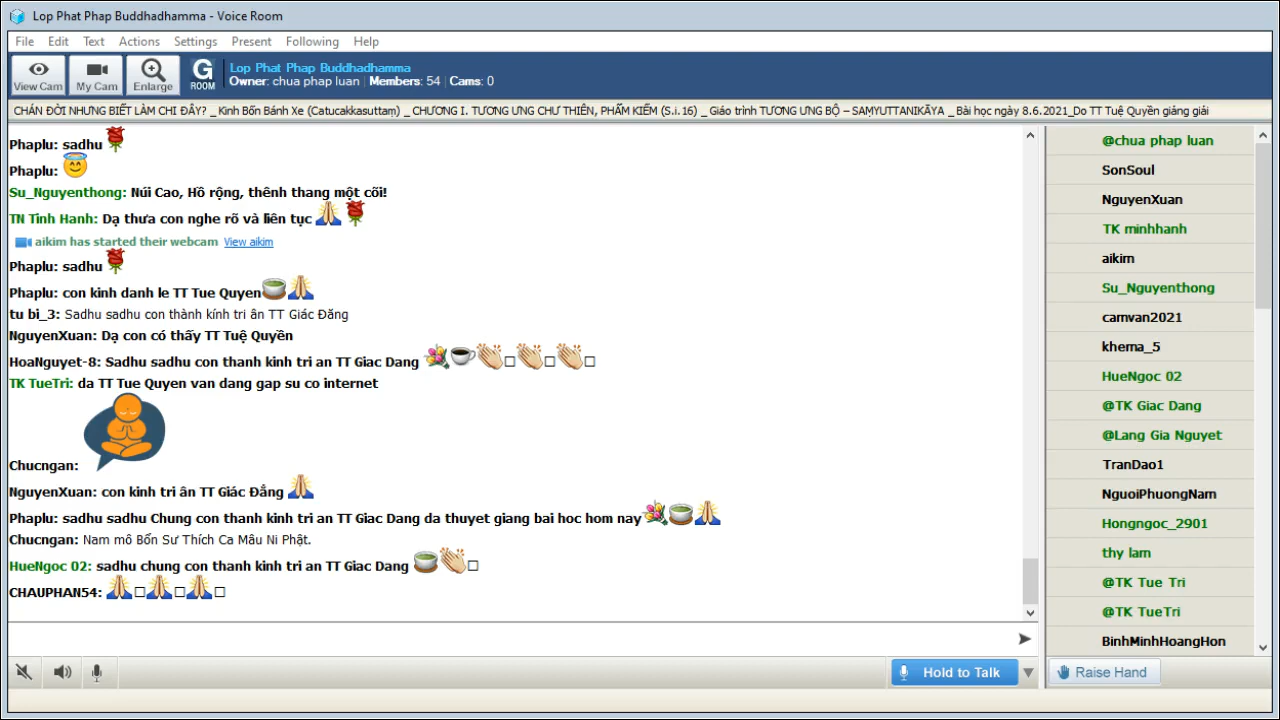 Lop Phat Phap Buddhadhamma - Voice Room
File Edit Text Actions Settings Present Following Help
View Cam My Cam Enlarge G ROOM
Lop Phat Phap Buddhadhamma
Owner: chua phap luan | Members: 54 | Cams: 0
CHÁN ĐỜI NHƯNG BIẾT LÀM CHI ĐÂY? _ Kinh Bốn Bánh Xe (Catucakkasuttaṃ) _ CHƯƠNG I. TƯƠNG ƯNG CHƯ THIÊN, PHẨM KIẾM (S.i.16) _ Giáo trình TƯƠNG ƯNG BỘ – SAṂYUTTANIKĀYA _ Bài học ngày 8.6.2021_Do TT Tuệ Quyền giảng giải
Phaplu: sadhu
Phaplu:
Su_Nguyenthong: Núi Cao, Hồ rộng, thênh thang một cõi!
TN Tinh Hanh: Dạ thưa con nghe rõ và liên tục
aikim has started their webcam View aikim
Phaplu: sadhu
Phaplu: con kinh danh le TT Tue Quyen
tu bi_3: Sadhu sadhu con thành kính tri ân TT Giác Đăng
NguyenXuan: Dạ con có thấy TT Tuệ Quyền
HoaNguyet-8: Sadhu sadhu con thanh kinh tri an TT Giac Dang
TK TueTri: da TT Tue Quyen van dang gap su co internet
Chucngan:
NguyenXuan: con kinh tri ân TT Giác Đẳng
Phaplu: sadhu sadhu Chung con thanh kinh tri an TT Giac Dang da thuyet giang bai hoc hom nay
Chucngan: Nam mô Bổn Sư Thích Ca Mâu Ni Phật.
HueNgoc 02: sadhu chung con thanh kinh tri an TT Giac Dang
CHAUPHAN54:
@chua phap luan
SonSoul
NguyenXuan
TK minhhanh
aikim
Su_Nguyenthong
camvan2021
khema_5
HueNgoc 02
@TK Giac Dang
@Lang Gia Nguyet
TranDao1
NguoiPhuongNam
Hongngoc_2901
thy lam
@TK Tue Tri
@TK TueTri
BinhMinhHoangHon
Hold to Talk
Raise Hand